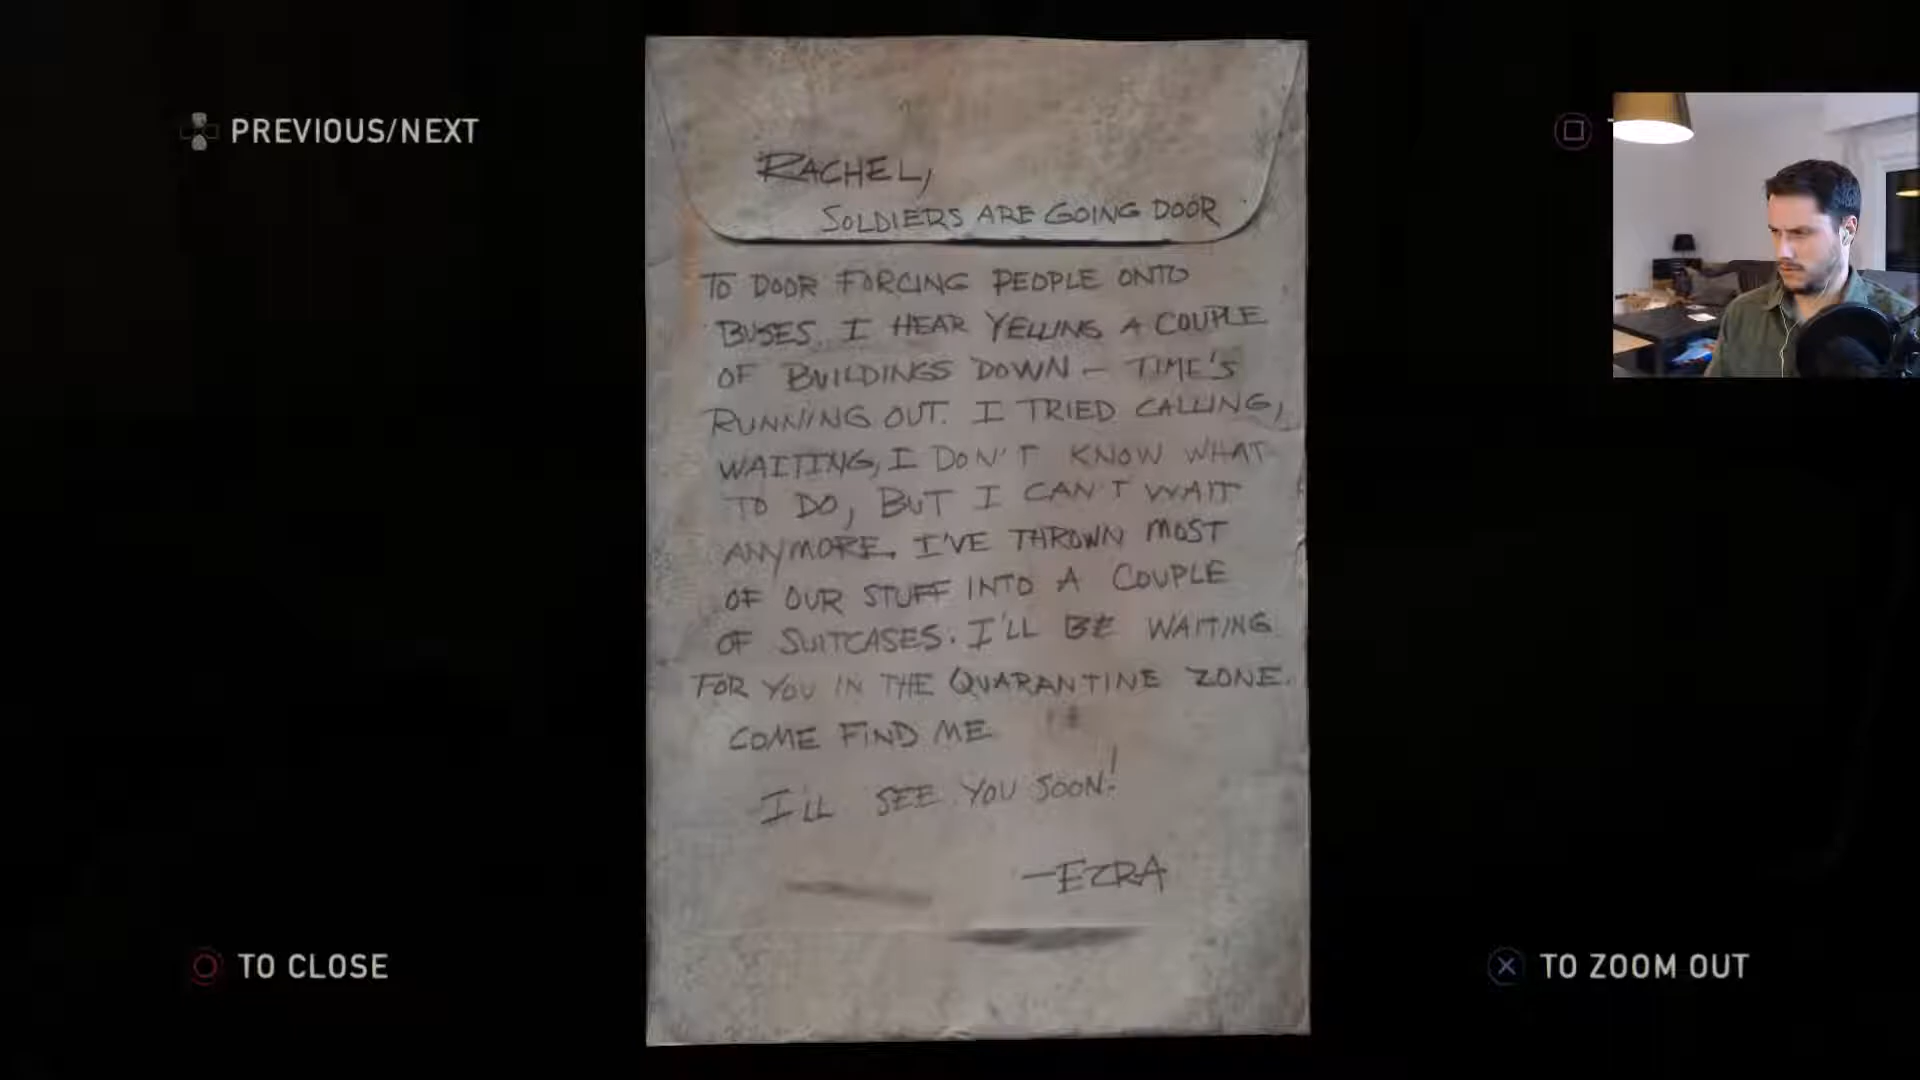 PREVIOUS/NEXT
RACHEL,
SOLDIERS ARE GOING DOOR
TO DOOR FORCING PEOPLE ONTO
BUSES. I HEAR YELLING A COUPLE
OF BUILDINGS DOWN - TIME'S
RUNNING OUT. I TRIED CALLING,
WAITING, I DON'T KNOW WHAT
TO DO, BUT I CAN'T WAIT
ANYMORE. I'VE THROWN MOST
OF OUR STUFF INTO A COUPLE
OF SUITCASES. I'LL BE WAITING
FOR YOU IN THE QUARANTINE ZONE.
COME FIND ME
I'LL SEE YOU SOON!
-EZRA
TO CLOSE
TO ZOOM OUT